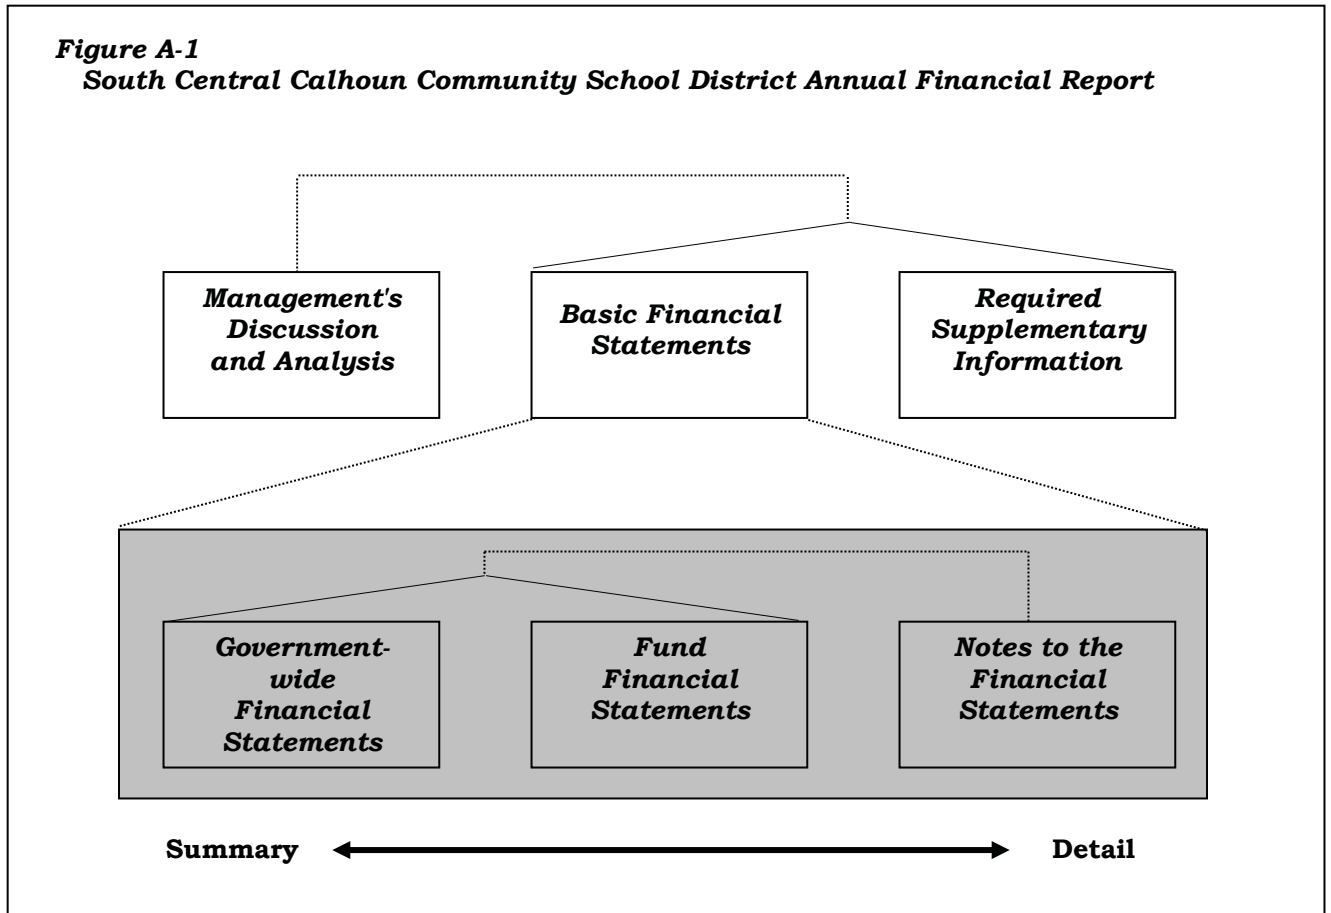 Figure A-1
South Central Calhoun Community School District Annual Financial Report
Management's
Discussion
and Analysis
Basic Financial
Statements
Required
Supplementary
Information
Government-
wide
Financial
Statements
Fund
Financial
Statements
Notes to the
Financial
Statements
Summary
Detail